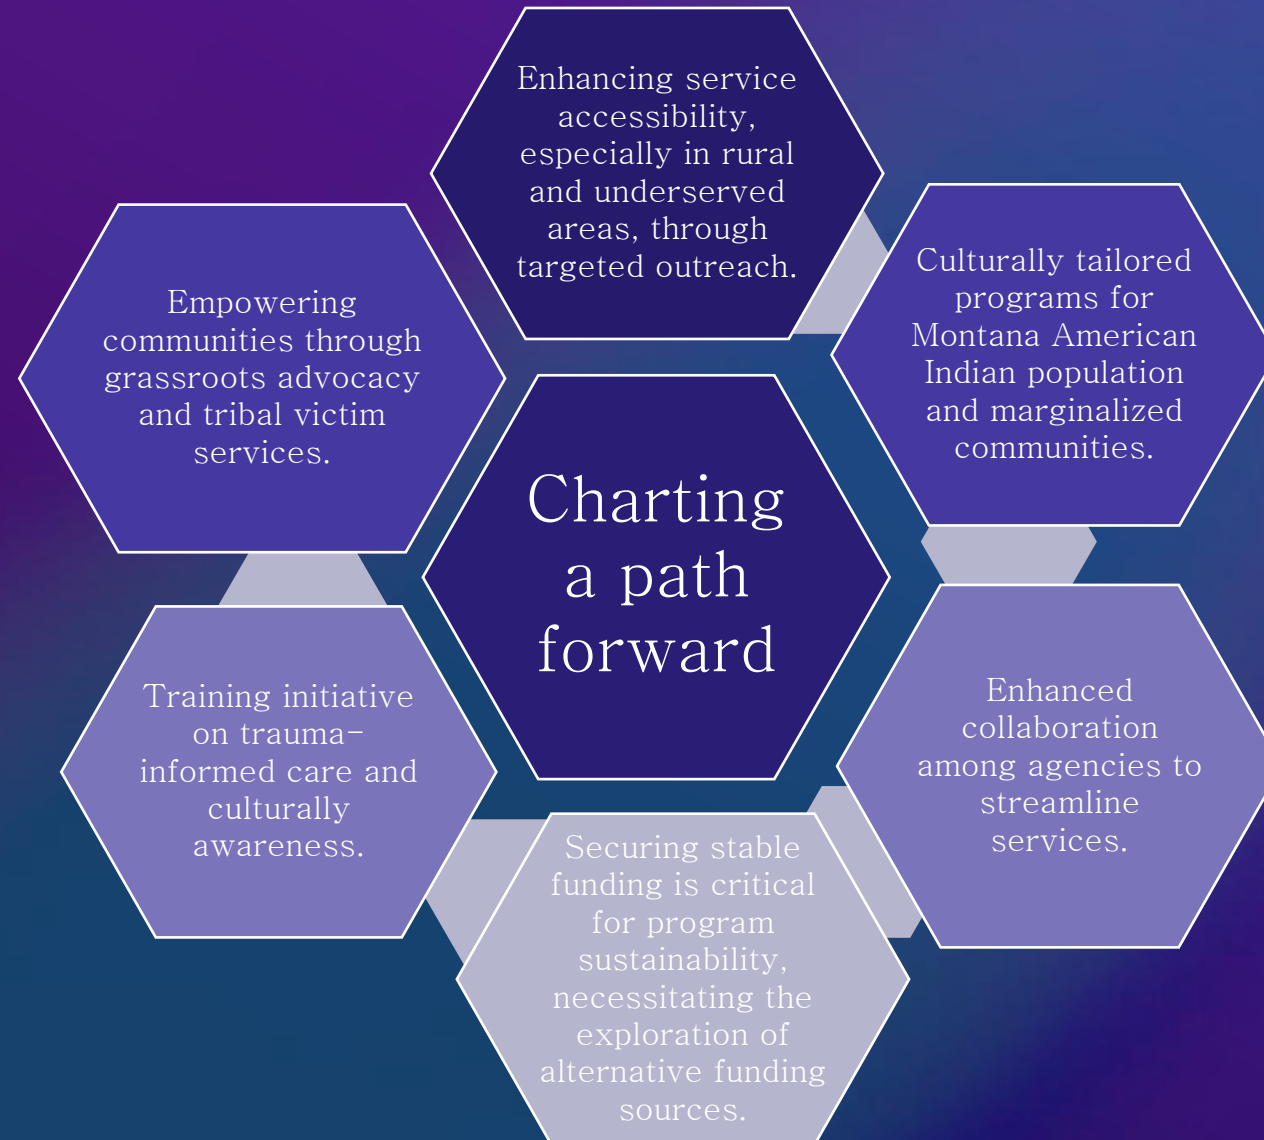 Enhancing service
accessibility,
especially in rural
and underserved
areas, through
targeted outreach.
Culturally tailored
programs for
Montana American
Indian population
and marginalized
communities.
Enhanced
collaboration
among agencies to
streamline
services.
Securing stable
funding is critical
for program
sustainability,
necessitating the
exploration of
alternative funding
sources.
Training initiative
on trauma-
informed care and
culturally
awareness.
Empowering
communities through
grassroots advocacy
and tribal victim
services.
Charting
a path
forward